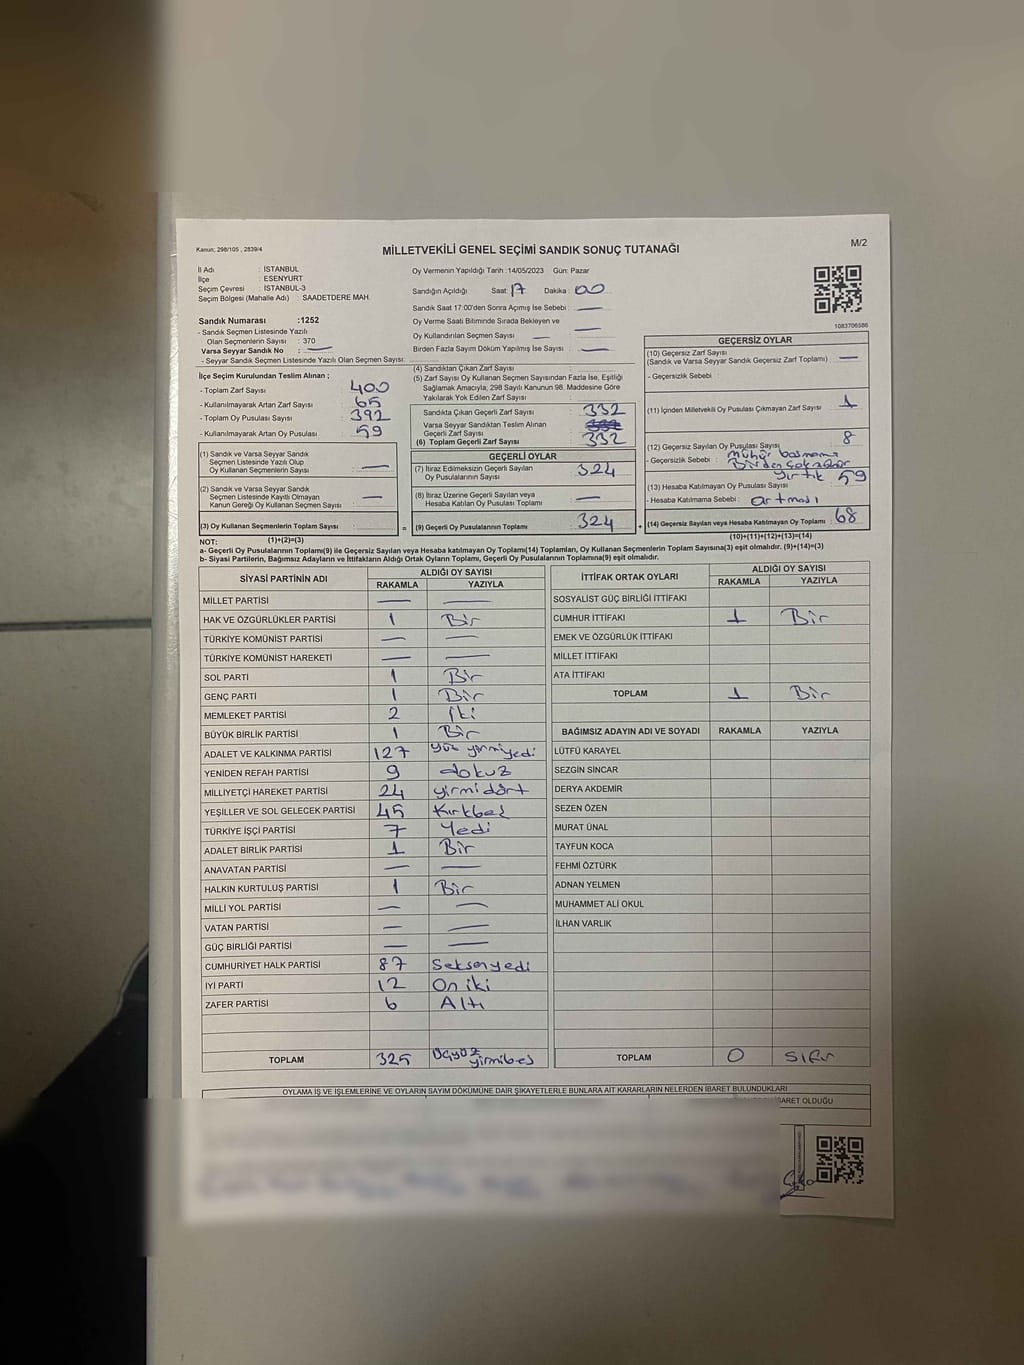 Kanun: 298/105 , 2839/4
MİLLETVEKİLİ GENEL SEÇİMİ SANDIK SONUÇ TUTANAĞI
M/2
İl Adı : İSTANBUL
İlçe : ESENYURT
Seçim Çevresi : İSTANBUL-3
Seçim Bölgesi (Mahalle Adı) : SAADETDERE MAH.
Oy Vermenin Yapıldığı Tarih :14/05/2023 Gün: Pazar
Sandığın Açıldığı Saat: 17 Dakika : 00
Sandık Saat 17:00'den Sonra Açımış İse Sebebi : —
Oy Verme Saati Bitiminde Sırada Bekleyen ve
Oy Kullandırılan Seçmen Sayısı : —
Birden Fazla Sayım Döküm Yapılmış İse Sayısı : —
1083706586
Sandık Numarası :1252
- Sandık Seçmen Listesinde Yazılı
Olan Seçmenlerin Sayısı : 370
Varsa Seyyar Sandık No : —
- Seyyar Sandık Seçmen Listesinde Yazılı Olan Seçmen Sayısı:
İlçe Seçim Kurulundan Teslim Alınan ;
- Toplam Zarf Sayısı : 400
- Kullanılmayarak Artan Zarf Sayısı : 65
- Toplam Oy Pusulası Sayısı : 392
- Kullanılmayarak Artan Oy Pusulası : 59
(1) Sandık ve Varsa Seyyar Sandık
Seçmen Listesinde Yazılı Olup
Oy Kullanan Seçmenlerin Sayısı : —
(2) Sandık ve Varsa Seyyar Sandık
Seçmen Listesinde Kayıtlı Olmayan
Kanun Gereği Oy Kullanan Seçmen Sayısı : —
(3) Oy Kullanan Seçmenlerin Toplam Sayısı : =
(4) Sandıktan Çıkan Zarf Sayısı :
(5) Zarf Sayısı Oy Kullanan Seçmen Sayısından Fazla İse, Eşitliği
Sağlamak Amacıyla; 298 Sayılı Kanunun 98. Maddesine Göre
Yakılarak Yok Edilen Zarf Sayısı :
Sandıkta Çıkan Geçerli Zarf Sayısı : 332
Varsa Seyyar Sandıktan Teslim Alınan
Geçerli Zarf Sayısı :
(6) Toplam Geçerli Zarf Sayısı : 332
GEÇERLİ OYLAR
(7) İtiraz Edilmeksizin Geçerli Sayılan
Oy Pusulalarının Sayısı : 324
(8) İtiraz Üzerine Geçerli Sayılan veya
Hesaba Katılan Oy Pusulası Toplamı : —
(9) Geçerli Oy Pusulalarının Toplamı : 324 +
GEÇERSİZ OYLAR
(10) Geçersiz Zarf Sayısı
(Sandık ve Varsa Seyyar Sandık Geçersiz Zarf Toplamı) : —
- Geçersizlik Sebebi :
(11) İçinden Milletvekili Oy Pusulası Çıkmayan Zarf Sayısı : 1
(12) Geçersiz Sayılan Oy Pusulası Sayısı : 8
- Geçersizlik Sebebi : mühür basmama
Birden çok mühür
yırtık
(13) Hesaba Katılmayan Oy Pusulası Sayısı : 59
- Hesaba Katılmama Sebebi : artması
(14) Geçersiz Sayılan veya Hesaba Katılmayan Oy Toplamı : 68
NOT: (1)+(2)=(3)
(10)+(11)+(12)+(13)=(14)
a- Geçerli Oy Pusulalarının Toplamı(9) ile Geçersiz Sayılan veya Hesaba katılmayan Oy Toplamı(14) Toplamları, Oy Kullanan Seçmenlerin Toplam Sayısına(3) eşit olmalıdır. (9)+(14)=(3)
b- Siyasi Partilerin, Bağımsız Adayların ve İttifakların Aldığı Ortak Oyların Toplamı, Geçerli Oy Pusulalarının Toplamına(9) eşit olmalıdır.
SİYASİ PARTİNİN ADI ALDIĞI OY SAYISI
RAKAMLA YAZIYLA
MİLLET PARTİSİ — —
HAK VE ÖZGÜRLÜKLER PARTİSİ 1 Bir
TÜRKİYE KOMÜNİST PARTİSİ — —
TÜRKİYE KOMÜNİST HAREKETİ — —
SOL PARTİ 1 Bir
GENÇ PARTİ 1 Bir
MEMLEKET PARTİSİ 2 İki
BÜYÜK BİRLİK PARTİSİ 1 Bir
ADALET VE KALKINMA PARTİSİ 127 yüz yirmiyedi
YENİDEN REFAH PARTİSİ 9 dokuz
MİLLİYETÇİ HAREKET PARTİSİ 24 yirmi dört
YEŞİLLER VE SOL GELECEK PARTİSİ 45 Kırkbeş
TÜRKİYE İŞÇİ PARTİSİ 7 Yedi
ADALET BİRLİK PARTİSİ 1 Bir
ANAVATAN PARTİSİ — —
HALKIN KURTULUŞ PARTİSİ 1 Bir
MİLLİ YOL PARTİSİ — —
VATAN PARTİSİ — —
GÜÇ BİRLİĞİ PARTİSİ — —
CUMHURİYET HALK PARTİSİ 87 Seksenyedi
İYİ PARTİ 12 On iki
ZAFER PARTİSİ 6 Altı
TOPLAM 325 Üçyüz yirmibeş
İTTİFAK ORTAK OYLARI ALDIĞI OY SAYISI
RAKAMLA YAZIYLA
SOSYALİST GÜÇ BİRLİĞİ İTTİFAKI
CUMHUR İTTİFAKI 1 Bir
EMEK VE ÖZGÜRLÜK İTTİFAKI
MİLLET İTTİFAKI
ATA İTTİFAKI
TOPLAM 1 Bir
BAĞIMSIZ ADAYIN ADI VE SOYADI RAKAMLA YAZIYLA
LÜTFÜ KARAYEL
SEZGİN SİNCAR
DERYA AKDEMİR
SEZEN ÖZEN
MURAT ÜNAL
TAYFUN KOCA
FEHMİ ÖZTÜRK
ADNAN YELMEN
MUHAMMET ALİ OKUL
İLHAN VARLIK
TOPLAM 0 Sıfır
OYLAMA İŞ VE İŞLEMLERİNE VE OYLARIN SAYIM DÖKÜMÜNE DAİR ŞİKAYETLERLE BUNLARA AİT KARARLARIN NELERDEN İBARET BULUNDUKLARI
OLDUĞU